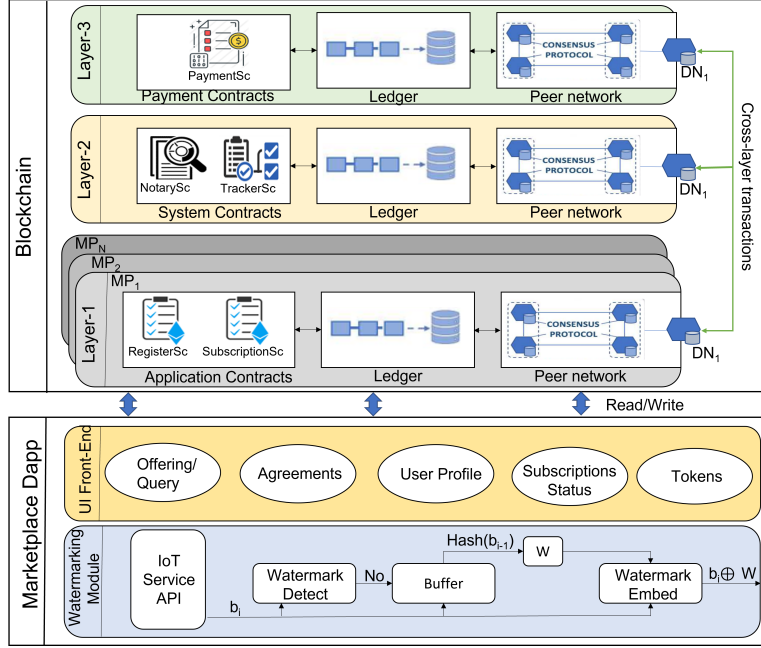 Blockchain
Layer-3
PaymentSc
Payment Contracts
Ledger
CONSENSUS
PROTOCOL
Peer network
DN1
Layer-2
NotarySc
TrackerSc
System Contracts
Ledger
CONSENSUS
PROTOCOL
Peer network
DN1
Cross-layer transactions
MPN
MP2
MP1
Layer-1
RegisterSc
SubscriptionSc
Application Contracts
Ledger
CONSENSUS
PROTOCOL
Peer network
DN1
Read/Write
Marketplace Dapp
UI Front-End
Offering/
Query
Agreements
User Profile
Subscriptions
Status
Tokens
Watermarking
Module
IoT
Service
API
bi
Watermark
Detect
No
Buffer
Hash(bi-1)
W
Watermark
Embed
bi⊕ W